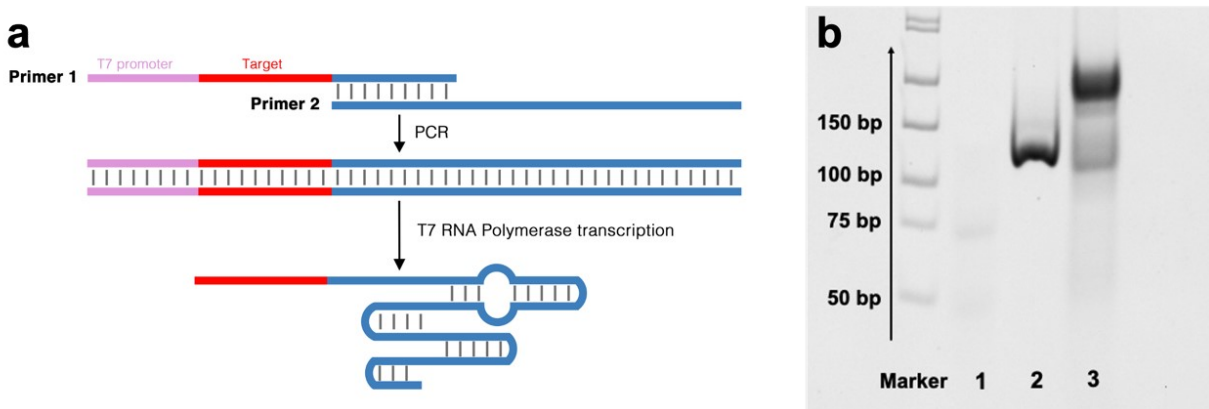 a
T7 promoter Target
Primer 1
Primer 2
PCR
T7 RNA Polymerase transcription
b
150 bp
100 bp
75 bp
50 bp
Marker 1 2 3